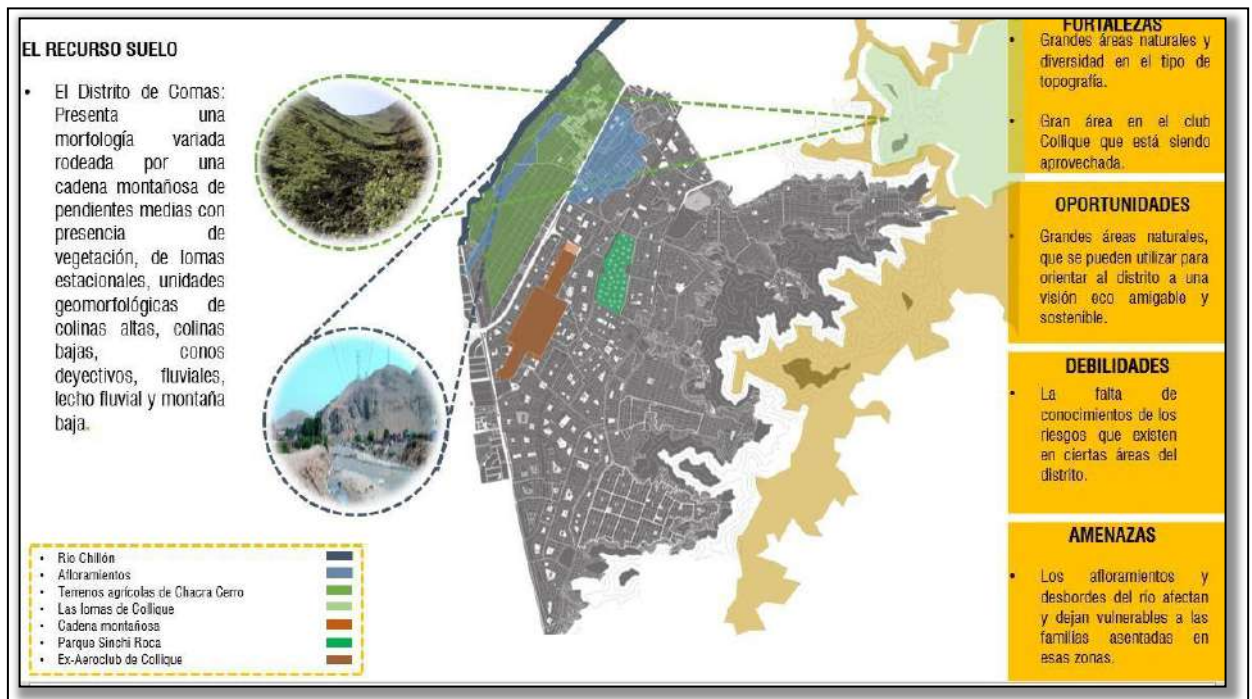 EL RECURSO SUELO
• El Distrito de Comas:
Presenta una
morfología variada
rodeada por una
cadena montañosa de
pendientes medias con
presencia de
vegetación, de lomas
estacionales, unidades
geomorfológicas de
colinas altas, colinas
bajas, conos
deyectivos, fluviales,
lecho fluvial y montaña
baja.
• Río Chillón
• Afloramientos
• Terrenos agrícolas de Chacra Cerro
• Las lomas de Collique
• Cadena montañosa
• Parque Sinchi Roca
• Ex-Aeroclub de Collique
FORTALEZAS
• Grandes áreas naturales y
diversidad en el tipo de
topografía.
• Gran área en el club
Collique que está siendo
aprovechada.
OPORTUNIDADES
• Grandes áreas naturales,
que se pueden utilizar para
orientar al distrito a una
visión eco amigable y
sostenible.
DEBILIDADES
• La falta de
conocimientos de los
riesgos que existen
en ciertas áreas del
distrito.
AMENAZAS
• Los afloramientos y
desbordes del río afectan
y dejan vulnerables a las
familias asentadas en
esas zonas.